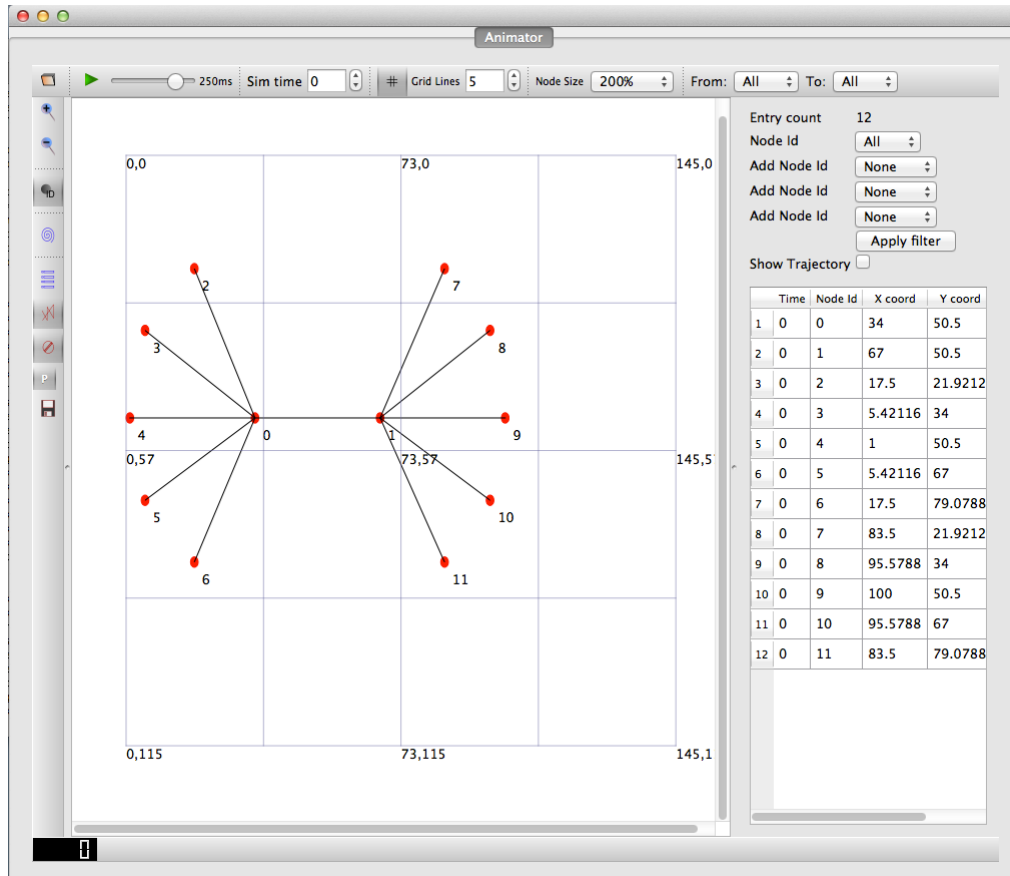 Animator
250ms Sim time 0 # Grid Lines 5 Node Size 200% From: All To: All
ID
P
0,0 73,0 145,0
2 7
3 8
4 0 1 9
0,57 73,57 145,5
5 10
6 11
0,115 73,115 145,1
Entry count 12
Node Id All
Add Node Id None
Add Node Id None
Add Node Id None
Apply filter
Show Trajectory
Time Node Id X coord Y coord
1 0 0 34 50.5
2 0 1 67 50.5
3 0 2 17.5 21.9212
4 0 3 5.42116 34
5 0 4 1 50.5
6 0 5 5.42116 67
7 0 6 17.5 79.0788
8 0 7 83.5 21.9212
9 0 8 95.5788 34
10 0 9 100 50.5
11 0 10 95.5788 67
12 0 11 83.5 79.0788
0